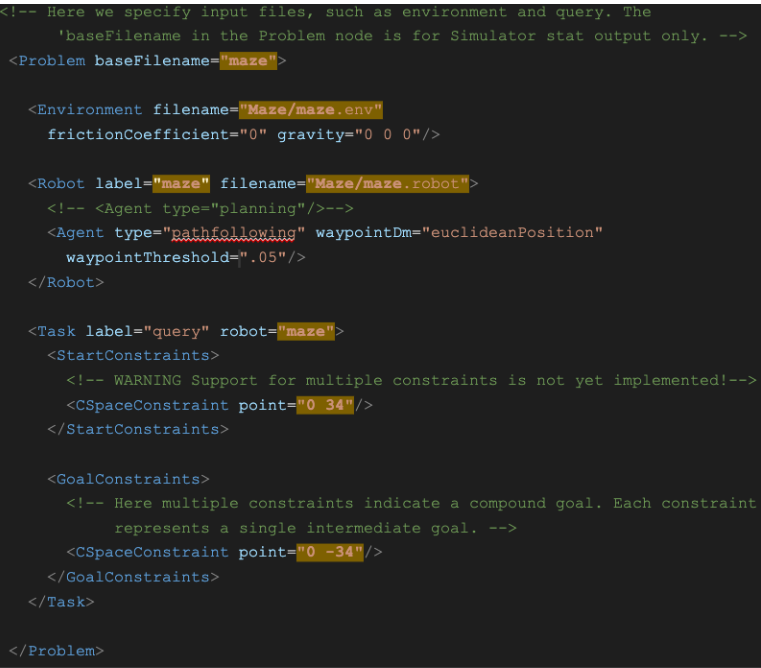 <!-- Here we specify input files, such as environment and query. The
'baseFilename in the Problem node is for Simulator stat output only. -->
<Problem baseFilename="maze">
<Environment filename="Maze/maze.env"
frictionCoefficient="0" gravity="0 0 0"/>
<Robot label="maze" filename="Maze/maze.robot">
<!-- <Agent type="planning"/>-->
<Agent type="pathfollowing" waypointDm="euclideanPosition"
waypointThreshold=".05"/>
</Robot>
<Task label="query" robot="maze">
<StartConstraints>
<!-- WARNING Support for multiple constraints is not yet implemented!-->
<CSpaceConstraint point="0 34"/>
</StartConstraints>
<GoalConstraints>
<!-- Here multiple constraints indicate a compound goal. Each constraint
represents a single intermediate goal. -->
<CSpaceConstraint point="0 -34"/>
</GoalConstraints>
</Task>
</Problem>